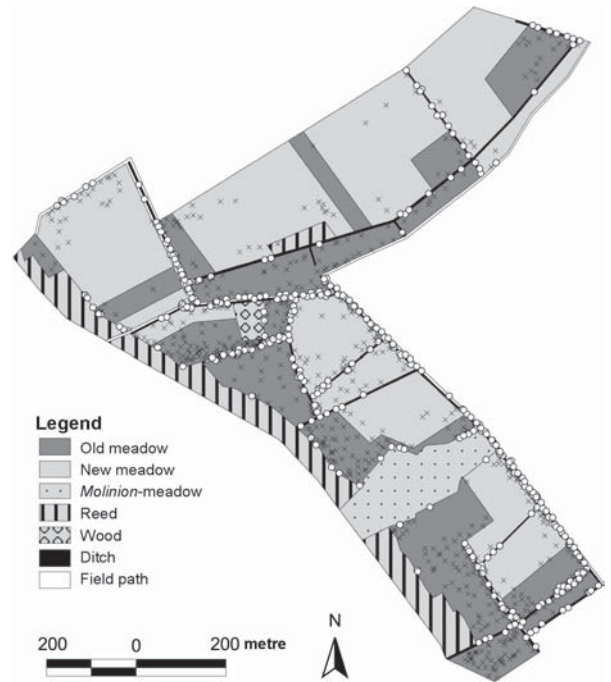 Legend
Old meadow
New meadow
Molinion-meadow
Reed
Wood
Ditch
Field path
200 0 200 metre
N